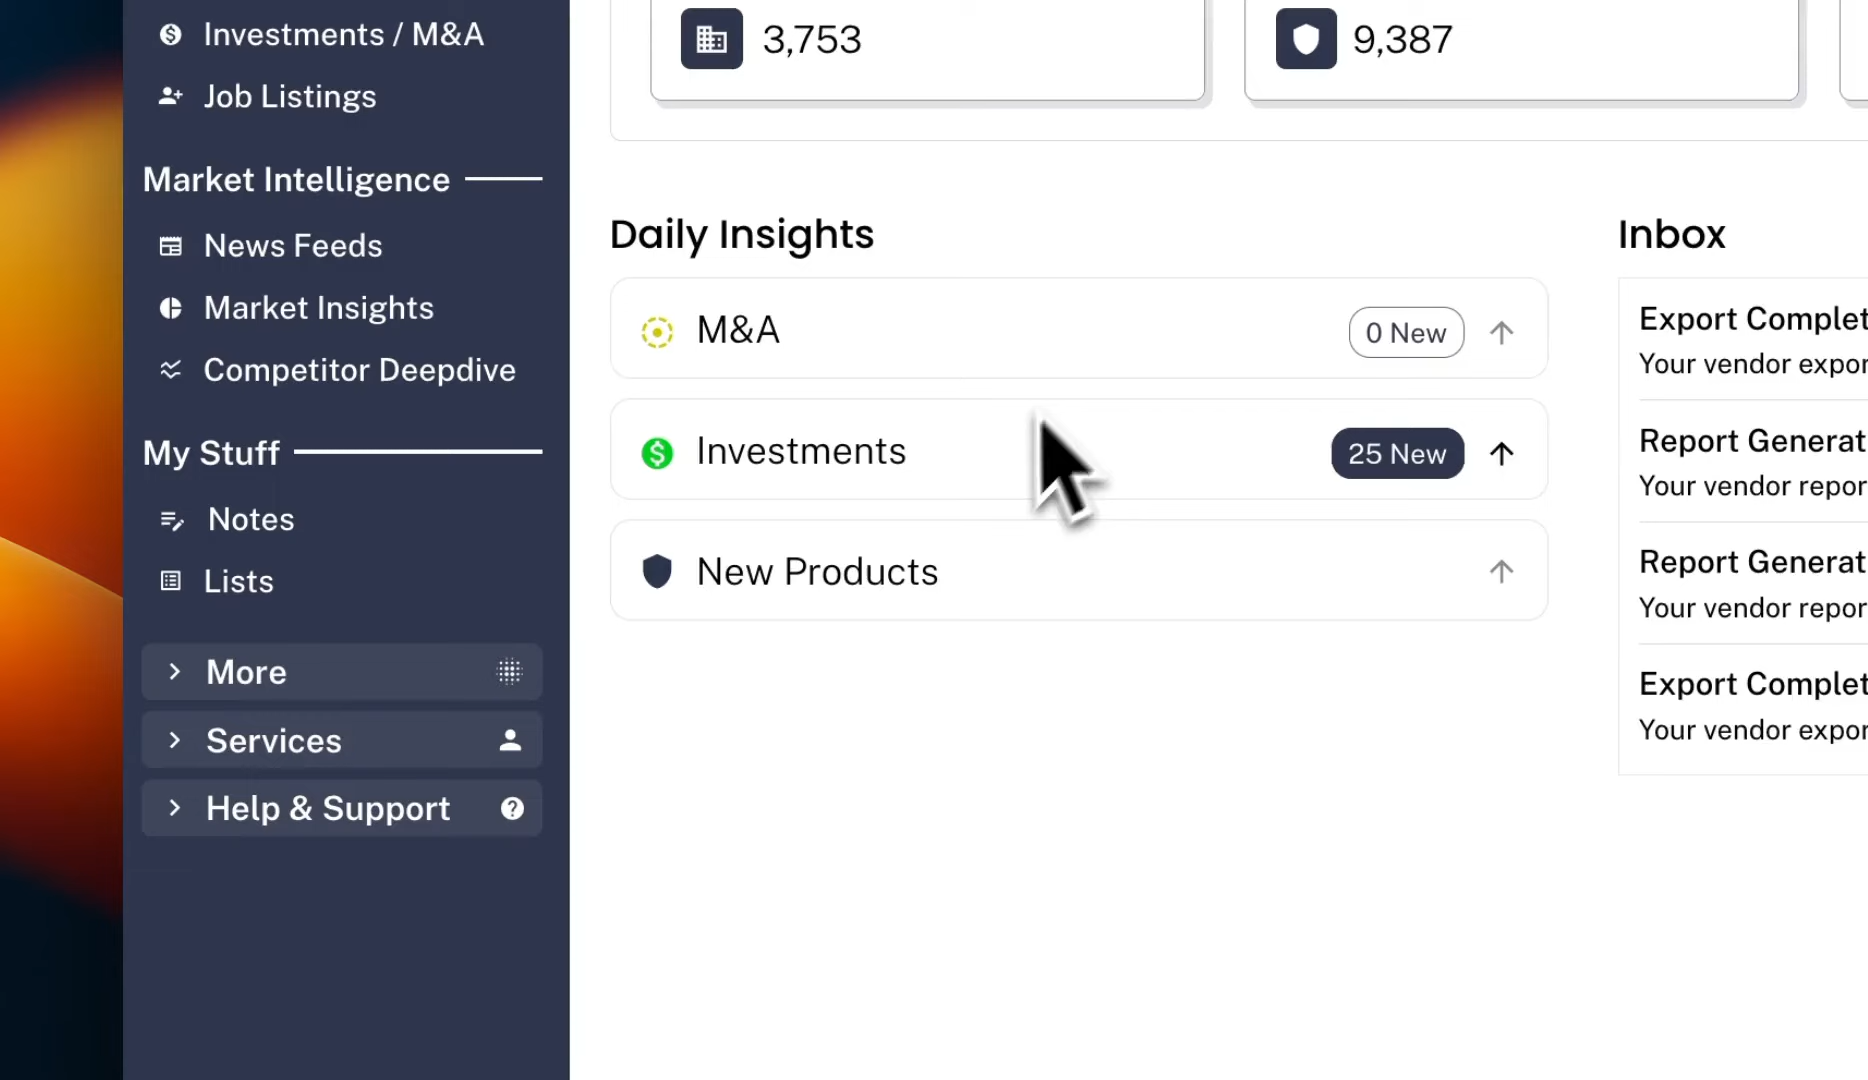 Investments / M&A
Job Listings
Market Intelligence
News Feeds
Market Insights
Competitor Deepdive
My Stuff
Notes
Lists
More
Services
Help & Support
3,753
9,387
Daily Insights
M&A
0 New
Investments
25 New
New Products
Inbox
Export Complet
Your vendor expor
Report Generat
Your vendor repor
Report Generat
Your vendor repor
Export Complet
Your vendor expor